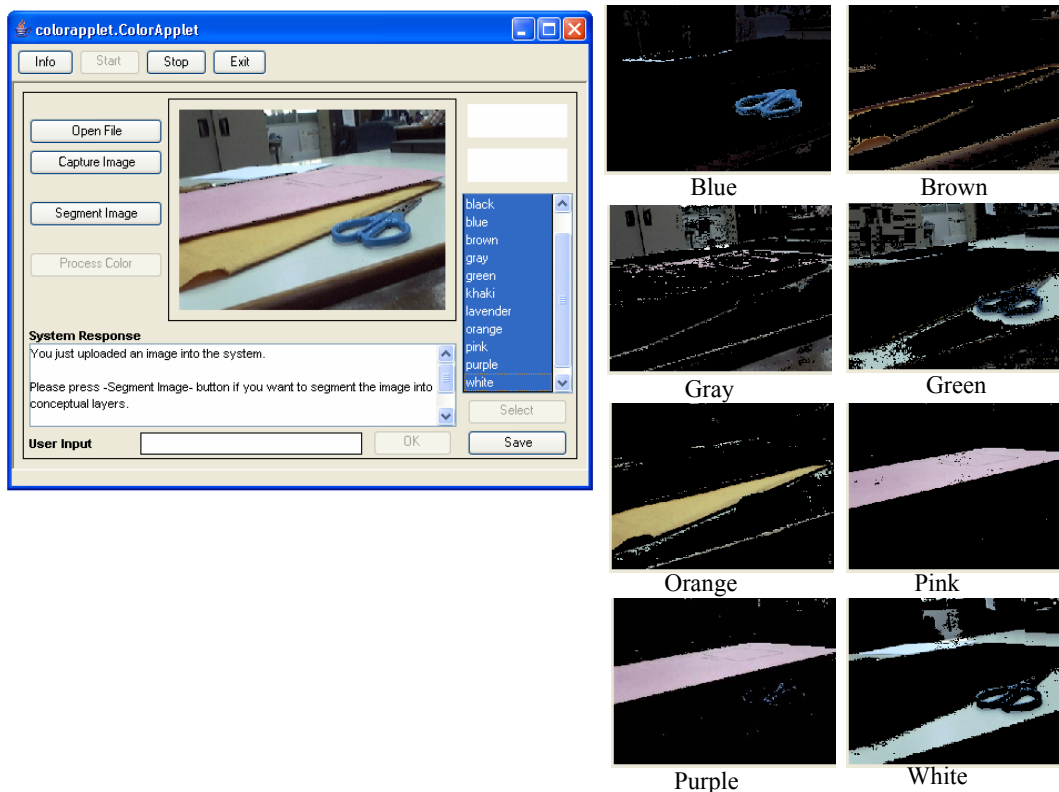 colorapplet.ColorApplet
Info
Start
Stop
Exit
Open File
Capture Image
Segment Image
Process Color
black
blue
brown
gray
green
khaki
lavender
orange
pink
purple
white
System Response
You just uploaded an image into the system.
Please press -Segment Image- button if you want to segment the image into
conceptual layers.
Select
User Input
OK
Save
Blue
Brown
Gray
Green
Orange
Pink
Purple
White